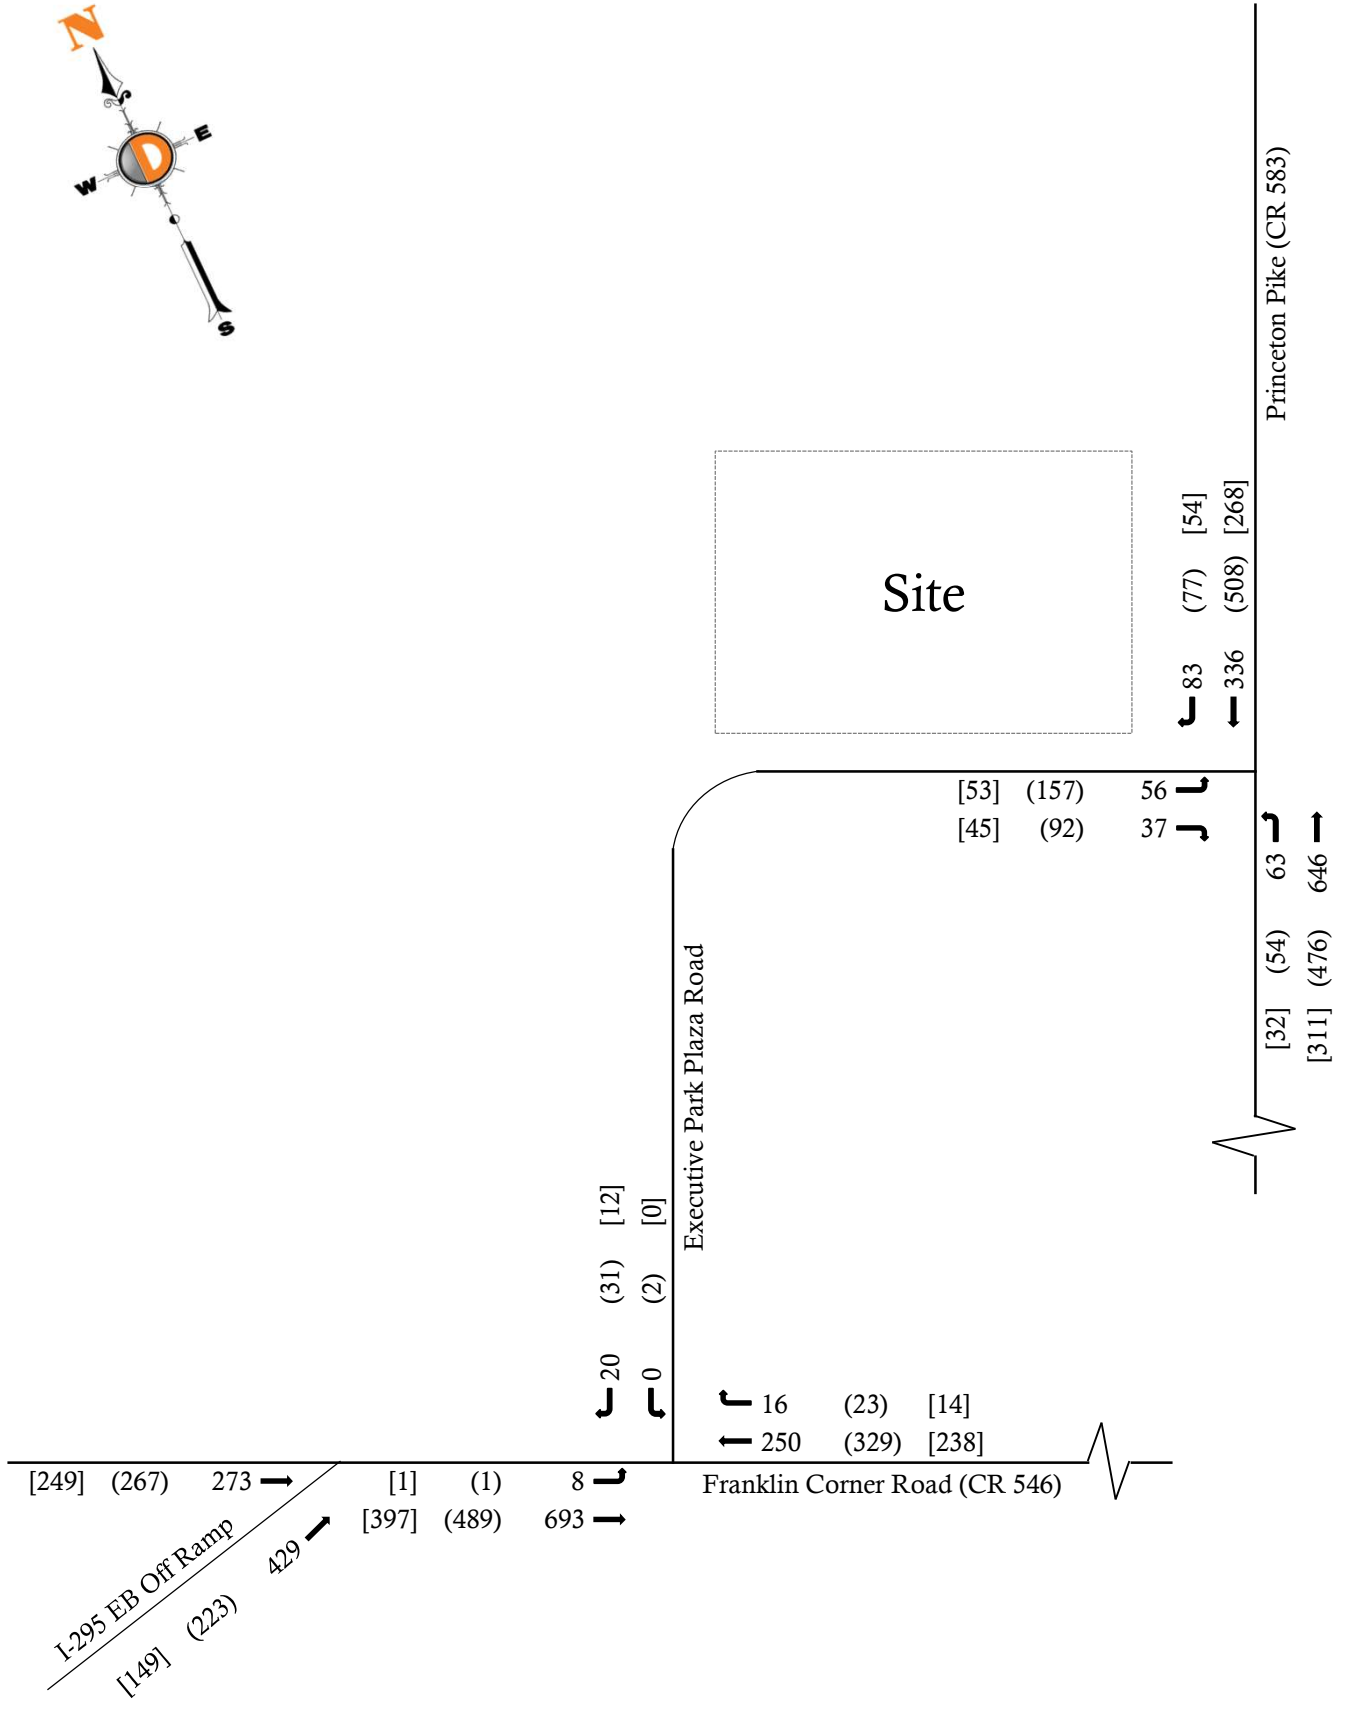 N
E
D
W
S
Princeton Pike (CR 583)
83 (77) [54]
336 (508) [268]
Site
[53] (157) 56
[45] (92) 37
[32] (54) 63
[311] (476) 646
Executive Park Plaza Road
20 (31) [12]
0 (2) [0]
16 (23) [14]
250 (329) [238]
[249] (267) 273
[1] (1) 8
[397] (489) 693
Franklin Corner Road (CR 546)
I-295 EB Off Ramp
[149] (223) 429